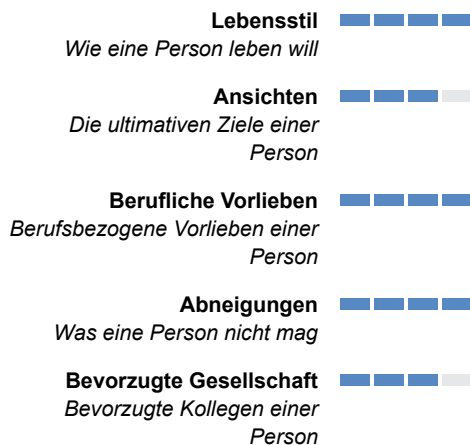 Lebensstil
Wie eine Person leben will
Ansichten
Die ultimativen Ziele einer
Person
Berufliche Vorlieben
Berufsbezogene Vorlieben einer
Person
Abneigungen
Was eine Person nicht mag
Bevorzugte Gesellschaft
Bevorzugte Kollegen einer
Person